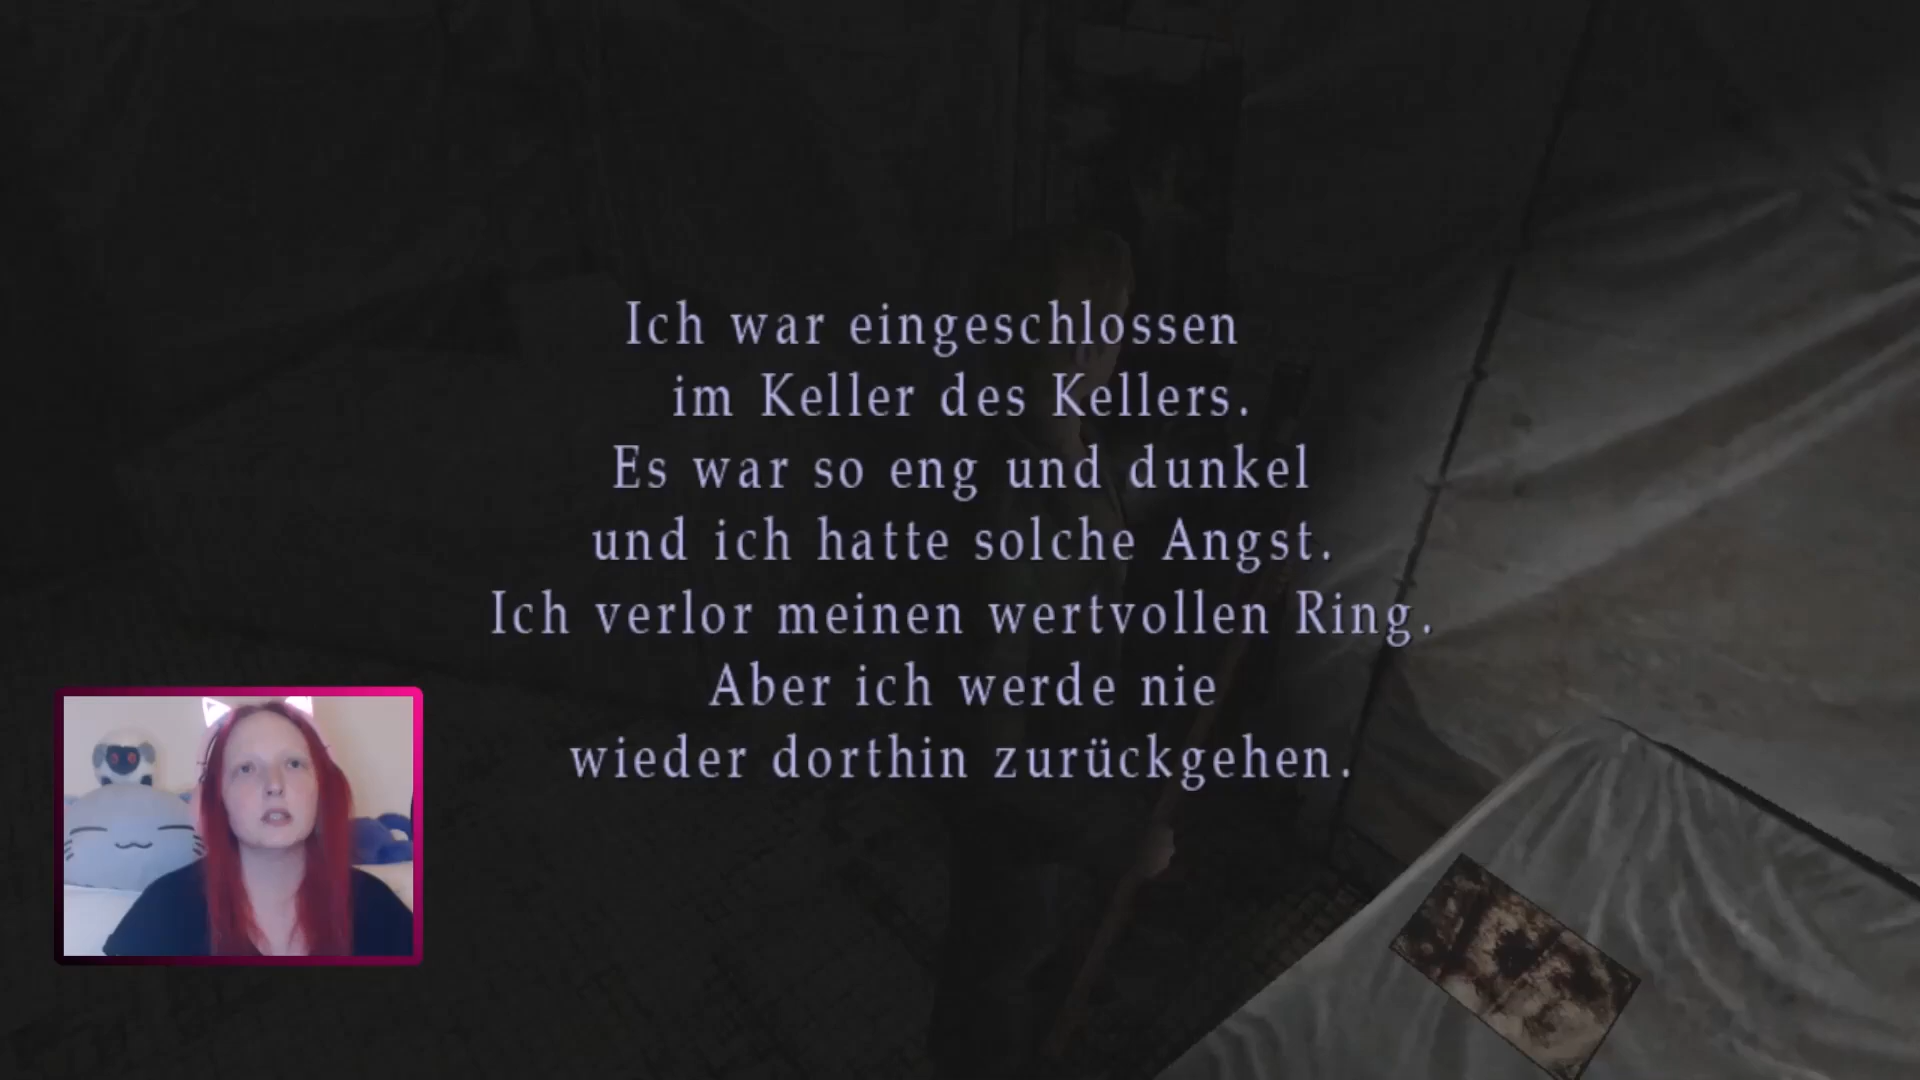 Ich war eingeschlossen
im Keller des Kellers.
Es war so eng und dunkel
und ich hatte solche Angst.
Ich verlor meinen wertvollen Ring.
Aber ich werde nie
wieder dorthin zurückgehen.